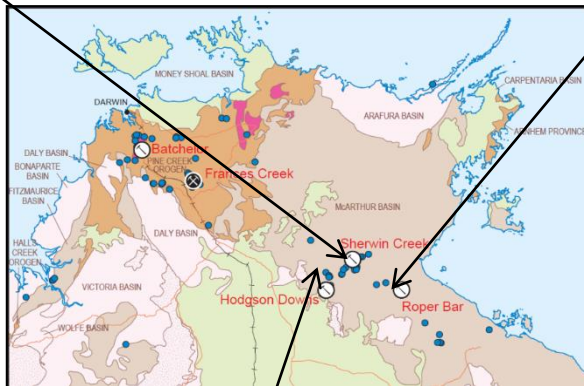 MONEY SHOAL BASIN
CARPENTARIA BASIN
DARWIN
ARAFURA BASIN
ARNHEM PROVINCE
Batchelor
DALY BASIN
PINE CREEK
OROGEN
BONAPARTE
BASIN
Frances Creek
FITZMAURICE
BASIN
McARTHUR BASIN
DALY BASIN
HALLS
CREEK
OROGEN
Sherwin Creek
VICTORIA BASIN
Hodgson Downs
Roper Bar
WOLFE BASIN